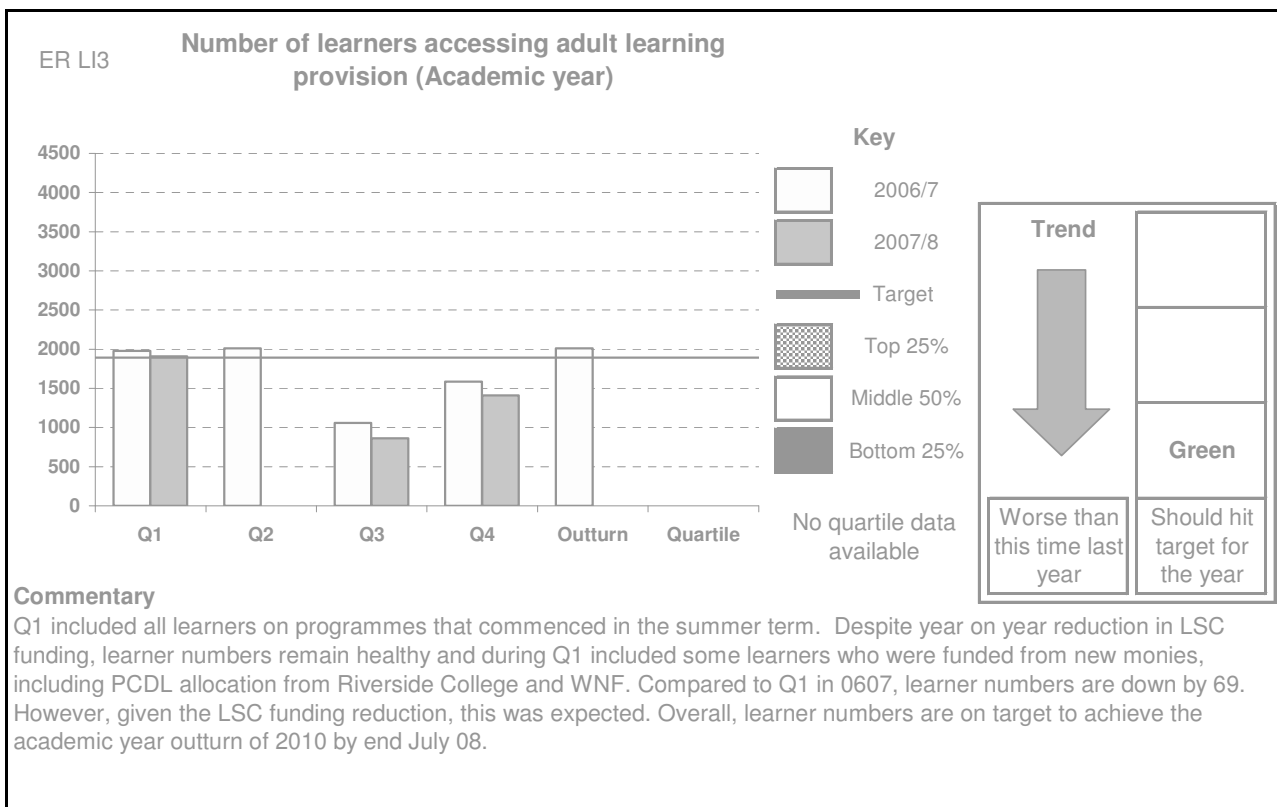 ER LI3
Number of learners accessing adult learning
provision (Academic year)
4500
4000
3500
3000
2500
2000
1500
1000
500
0
Q1
Q2
Q3
Q4
Outturn
Quartile
Key
2006/7
2007/8
Target
Top 25%
Middle 50%
Bottom 25%
No quartile data
available
Trend
Worse than
this time last
year
Green
Should hit
target for
the year
Commentary
Q1 included all learners on programmes that commenced in the summer term. Despite year on year reduction in LSC
funding, learner numbers remain healthy and during Q1 included some learners who were funded from new monies,
including PCDL allocation from Riverside College and WNF. Compared to Q1 in 0607, learner numbers are down by 69.
However, given the LSC funding reduction, this was expected. Overall, learner numbers are on target to achieve the
academic year outturn of 2010 by end July 08.